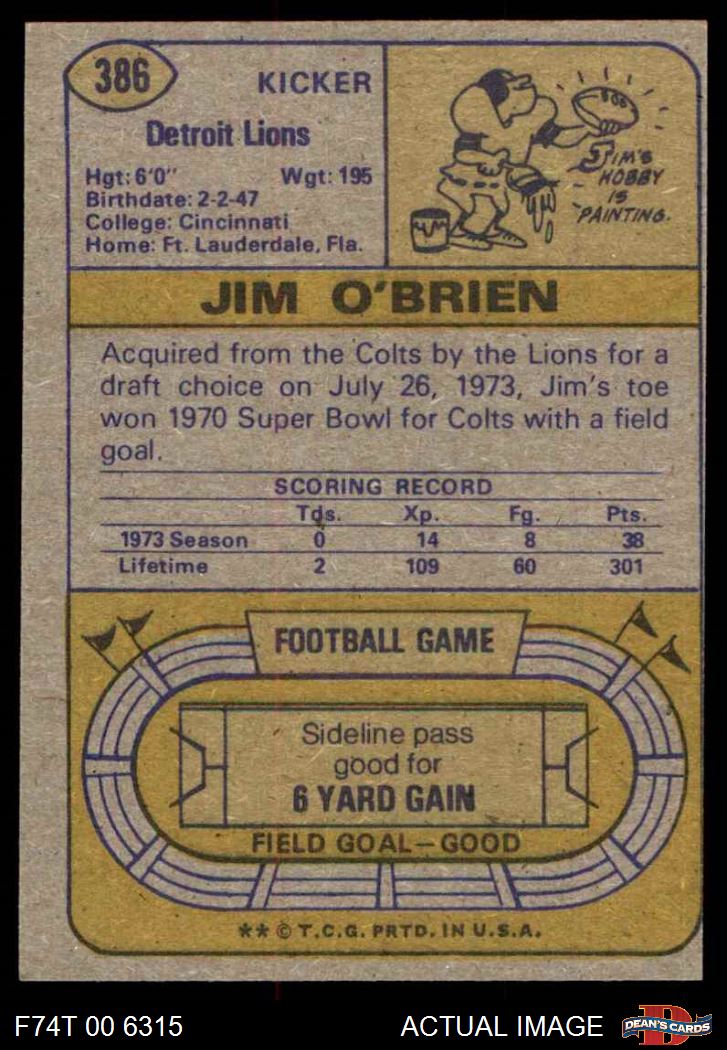 386
KICKER
Detroit Lions
Hgt: 6'0" Wgt: 195
Birthdate: 2-2-47
College: Cincinnati
Home: Ft. Lauderdale, Fla.
JIM'S
HOBBY
IS
PAINTING.
JIM O'BRIEN
Acquired from the Colts by the Lions for a
draft choice on July 26, 1973, Jim's toe
won 1970 Super Bowl for Colts with a field
goal.
SCORING RECORD
Tds. Xp. Fg. Pts.
1973 Season 0 14 8 38
Lifetime 2 109 60 301
FOOTBALL GAME
Sideline pass
good for
6 YARD GAIN
FIELD GOAL—GOOD
** © T.C.G. PRTD. IN U.S.A.
F74T 00 6315 ACTUAL IMAGE
D
DEAN'S CARDS